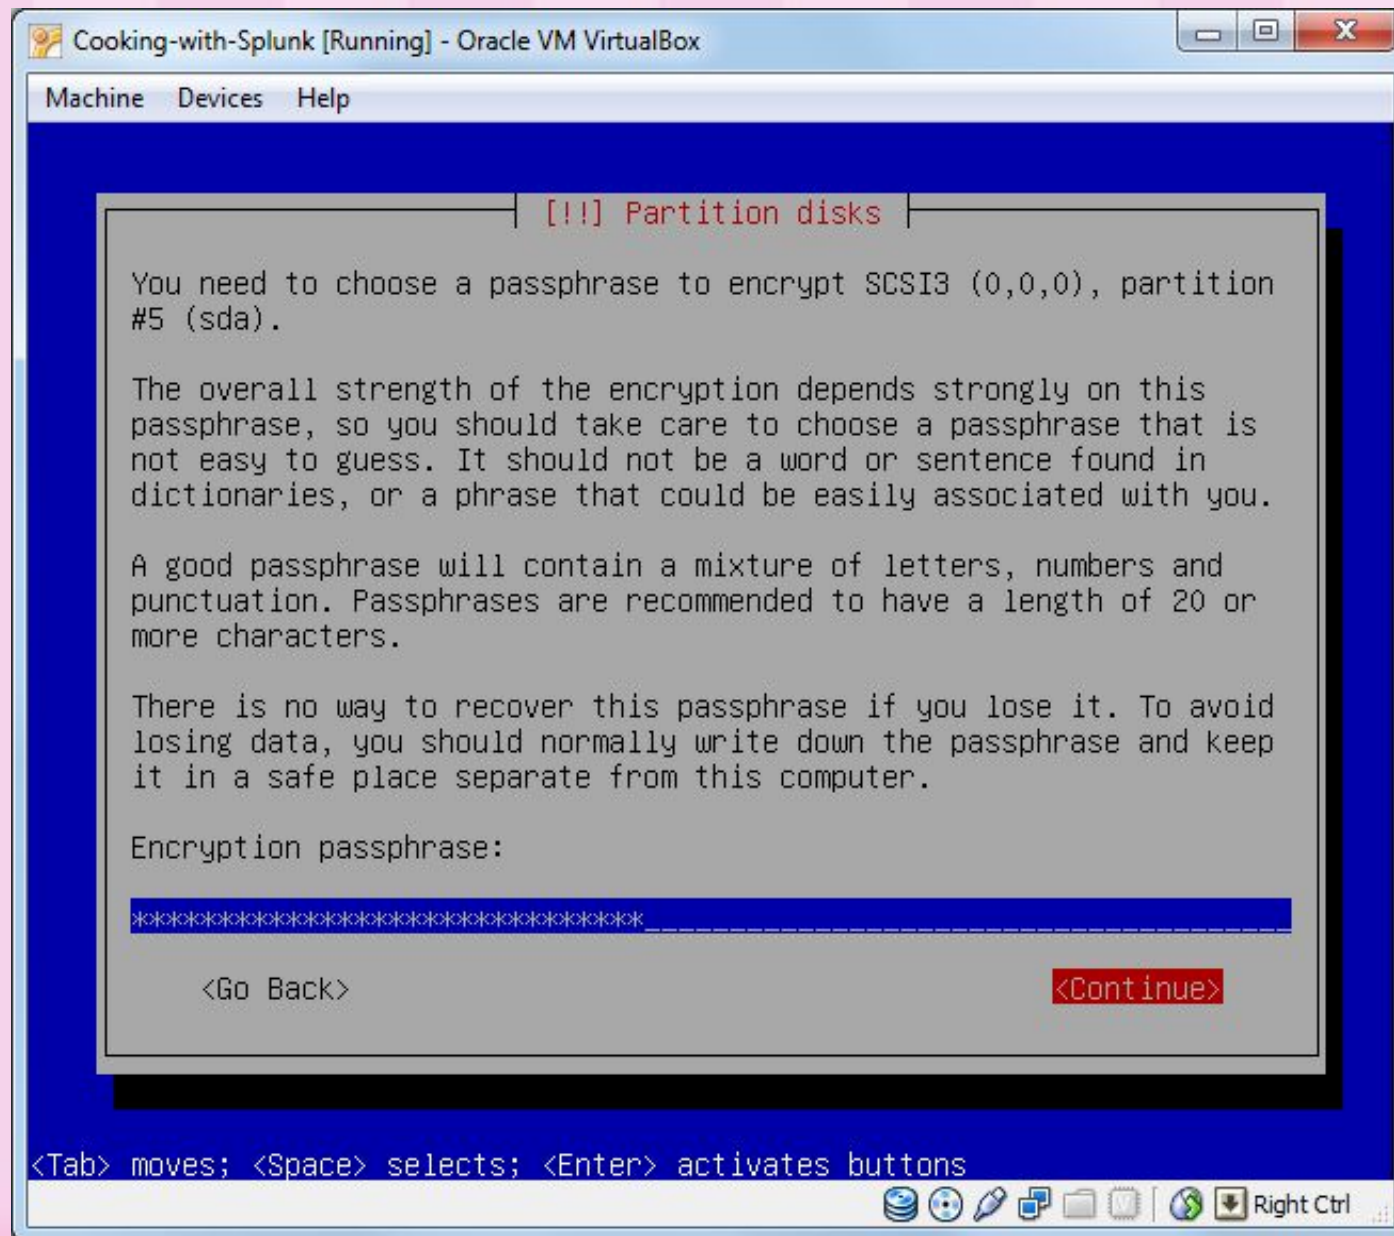 Cooking-with-Splunk [Running] - Oracle VM VirtualBox
Machine Devices Help
[!!] Partition disks
You need to choose a passphrase to encrypt SCSI3 (0,0,0), partition
#5 (sda).
The overall strength of the encryption depends strongly on this
passphrase, so you should take care to choose a passphrase that is
not easy to guess. It should not be a word or sentence found in
dictionaries, or a phrase that could be easily associated with you.
A good passphrase will contain a mixture of letters, numbers and
punctuation. Passphrases are recommended to have a length of 20 or
more characters.
There is no way to recover this passphrase if you lose it. To avoid
losing data, you should normally write down the passphrase and keep
it in a safe place separate from this computer.
Encryption passphrase:
******************************
<Go Back> <Continue>
<Tab> moves; <Space> selects; <Enter> activates buttons
Right Ctrl